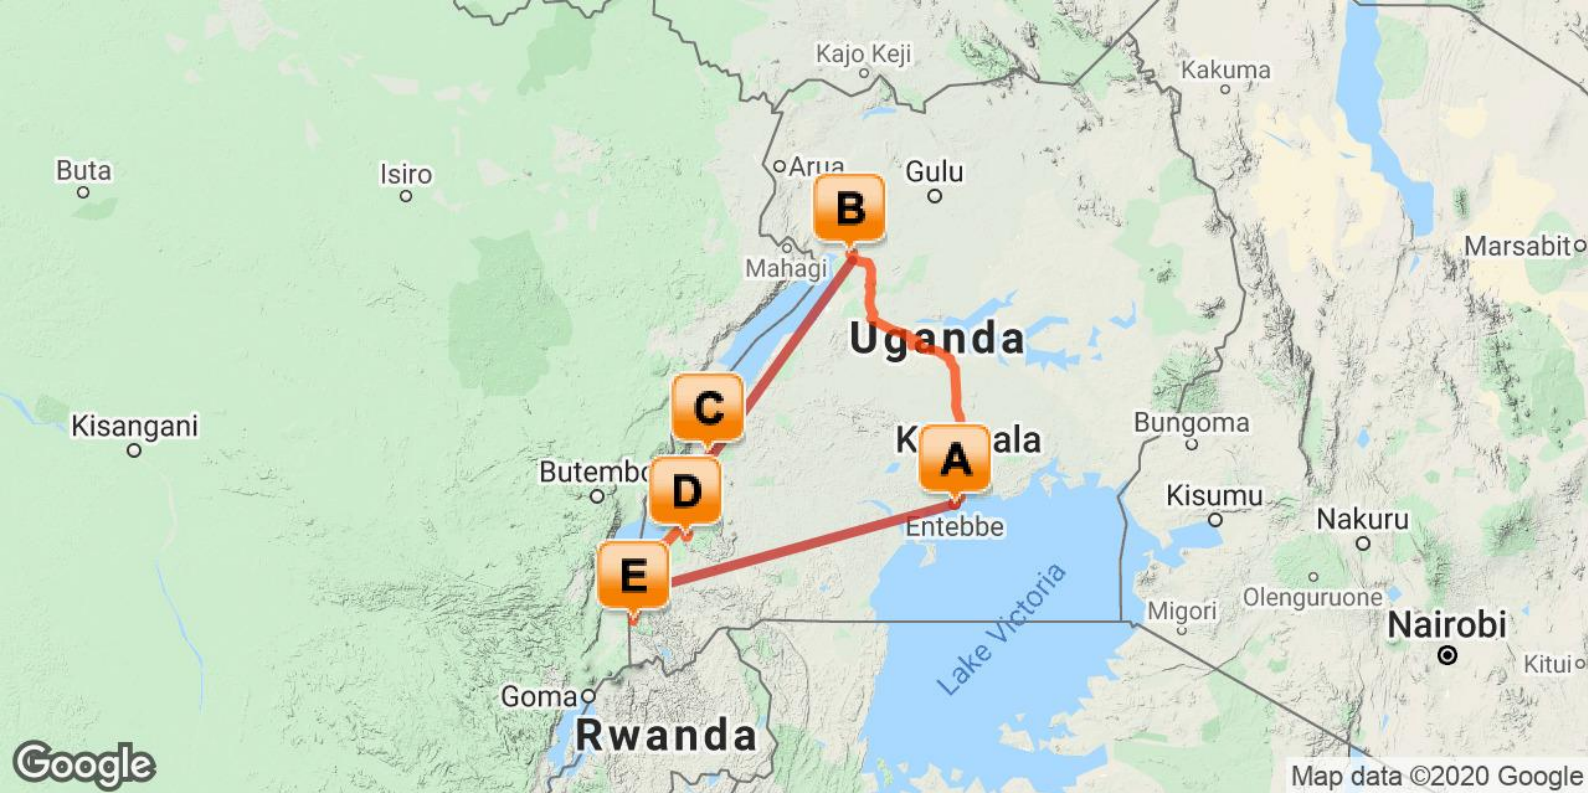 Kajo Keji
Kakuma
Buta
Isiro
Arua
Gulu
B
Mahagi
Marsabit
Uganda
C
Kisangani
Bungoma
K
ala
A
Butembo
D
Kisumu
Entebbe
Nakuru
E
Olenguruone
Migori
Lake Victoria
Nairobi
Kitui
Goma
Rwanda
Google
Map data ©2020 Google